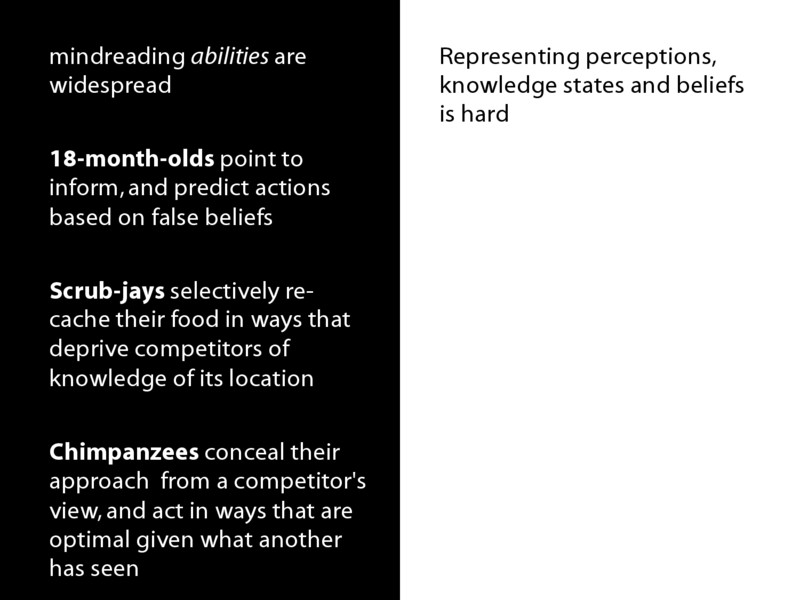 mindreading abilities are
widespread
18-month-olds point to
inform, and predict actions
based on false beliefs
Scrub-jays selectively re-
cache their food in ways that
deprive competitors of
knowledge of its location
Chimpanzees conceal their
approach  from a competitor's
view, and act in ways that are
optimal given what another
has seen
Representing perceptions,
knowledge states and beliefs
is hard